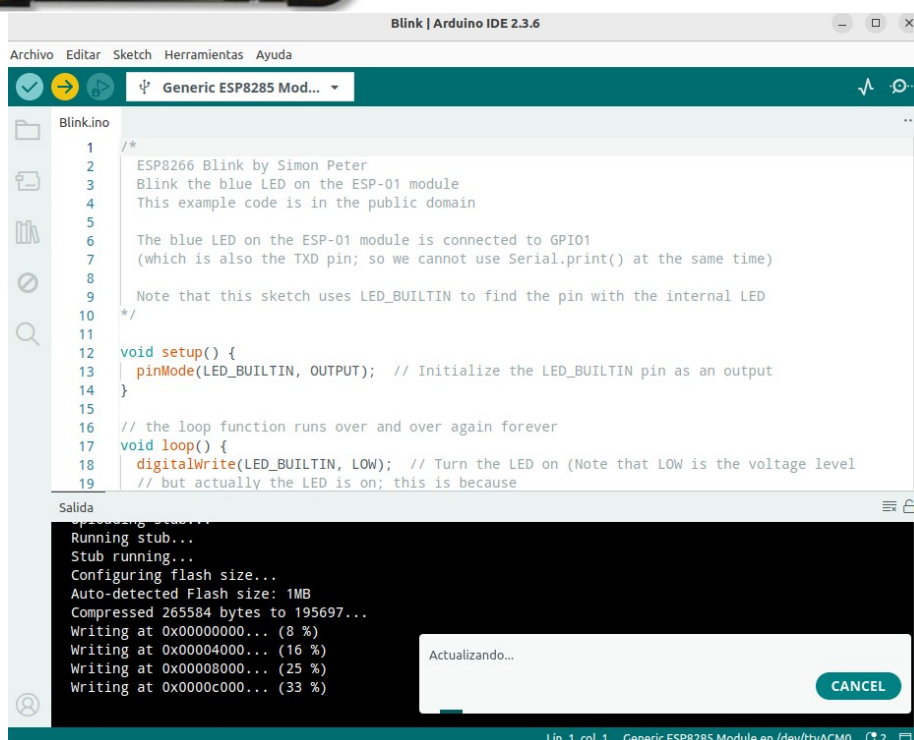 Blink | Arduino IDE 2.3.6
Archivo Editar Sketch Herramientas Ayuda
Generic ESP8285 Mod...
Blink.ino
1 /*
2 ESP8266 Blink by Simon Peter
3 Blink the blue LED on the ESP-01 module
4 This example code is in the public domain
5
6 The blue LED on the ESP-01 module is connected to GPIO1
7 (which is also the TXD pin; so we cannot use Serial.print() at the same time)
8
9 Note that this sketch uses LED_BUILTIN to find the pin with the internal LED
10 */
11
12 void setup() {
13 pinMode(LED_BUILTIN, OUTPUT); // Initialize the LED_BUILTIN pin as an output
14 }
15
16 // the loop function runs over and over again forever
17 void loop() {
18 digitalWrite(LED_BUILTIN, LOW); // Turn the LED on (Note that LOW is the voltage level
19 // but actually the LED is on; this is because
Salida
Uploading stub...
Running stub...
Stub running...
Configuring flash size...
Auto-detected Flash size: 1MB
Compressed 265584 bytes to 195697...
Writing at 0x00000000... (8 %)
Writing at 0x00004000... (16 %)
Writing at 0x00008000... (25 %)
Writing at 0x0000c000... (33 %)
Actualizando...
CANCEL
Lín. 1, col. 1 Generic ESP8285 Module en /dev/ttyACM0 2